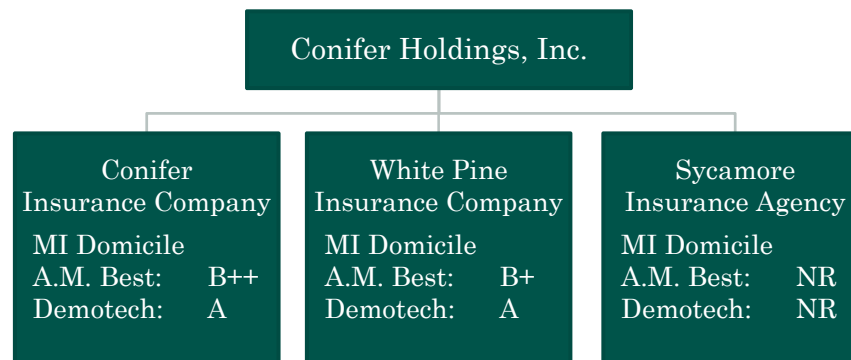 Conifer Holdings, Inc.
Conifer
Insurance Company
MI Domicile
A.M. Best: B++
Demotech: A
White Pine
Insurance Company
MI Domicile
A.M. Best: B+
Demotech: A
Sycamore
Insurance Agency
MI Domicile
A.M. Best: NR
Demotech: NR